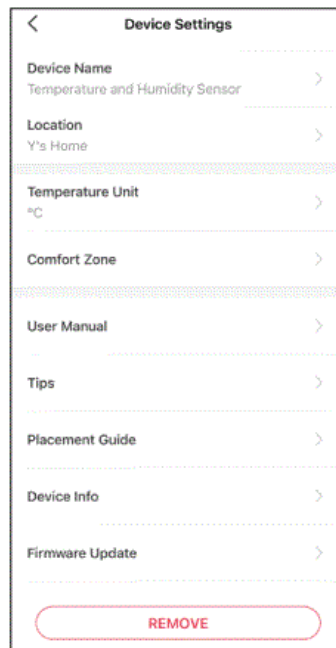 Device Settings
Device Name
Temperature and Humidity Sensor
Location
Y's Home
Temperature Unit
°C
Comfort Zone
User Manual
Tips
Placement Guide
Device Info
Firmware Update
REMOVE